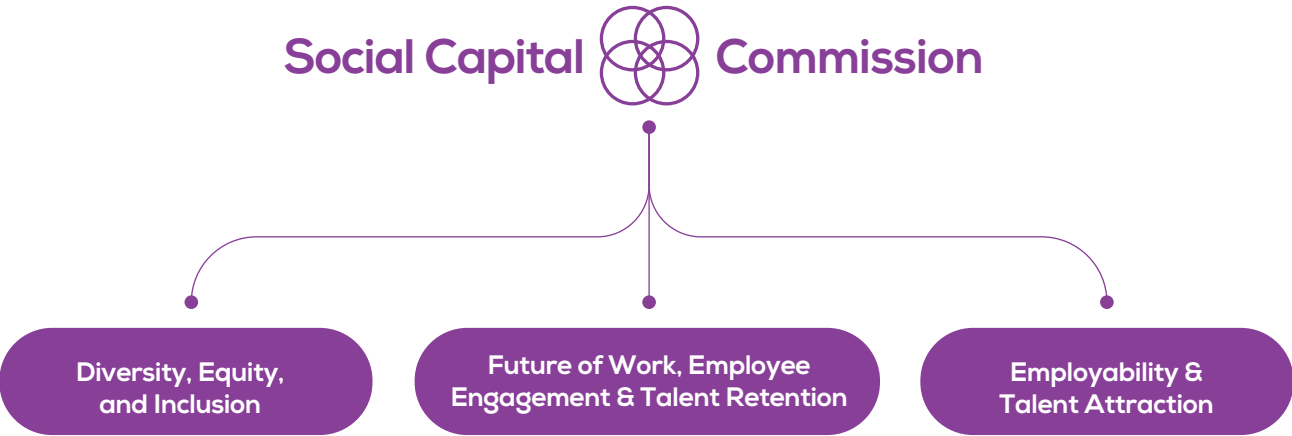 Social Capital Commission
Diversity, Equity,
and Inclusion
Future of Work, Employee
Engagement & Talent Retention
Employability &
Talent Attraction